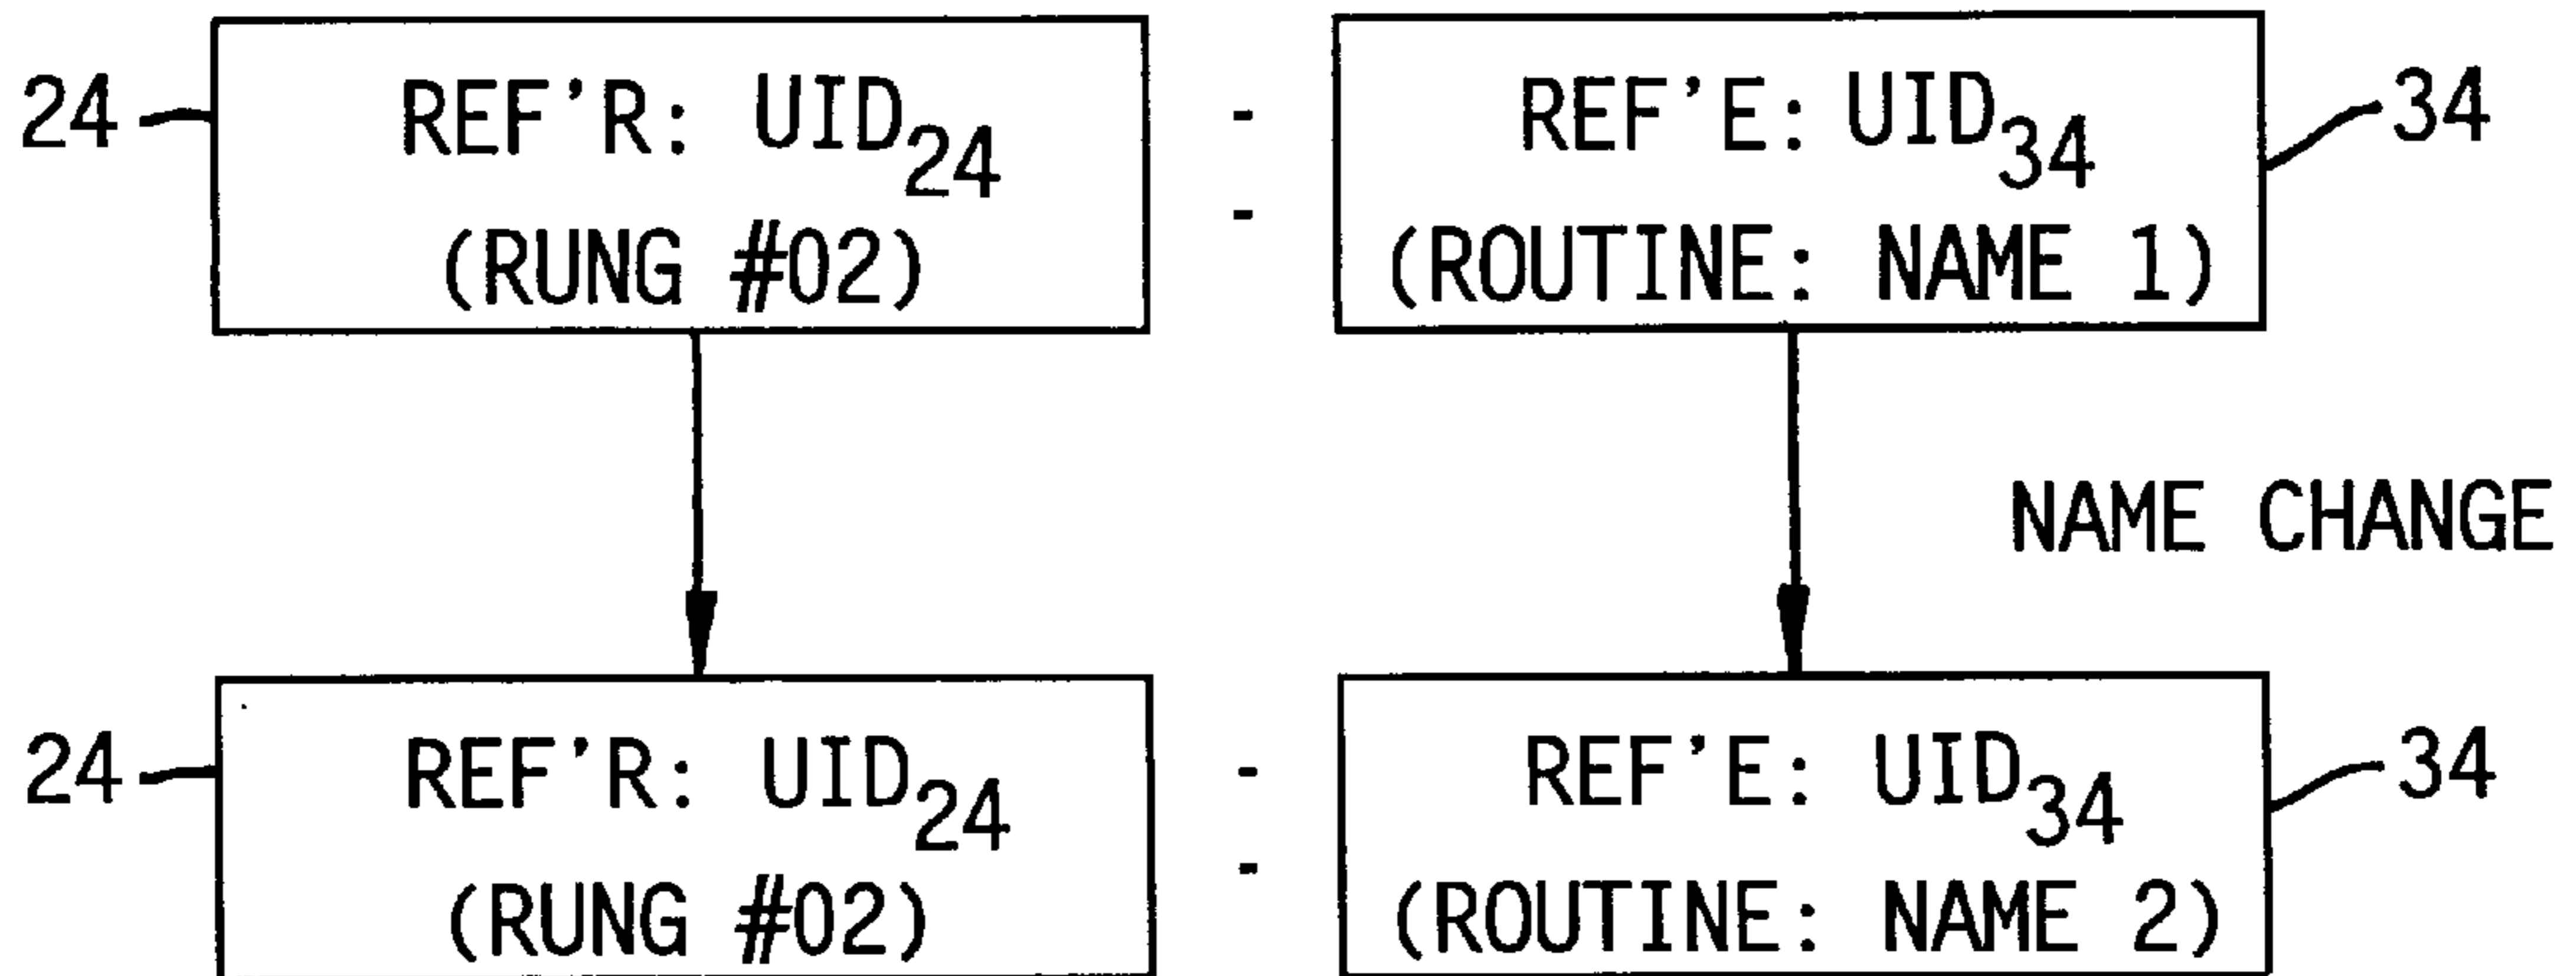 24
REF'R: UID24
(RUNG #02)
-
-
REF'E: UID34
(ROUTINE: NAME 1)
34
NAME CHANGE
24
REF'R: UID24
(RUNG #02)
-
-
REF'E: UID34
(ROUTINE: NAME 2)
34